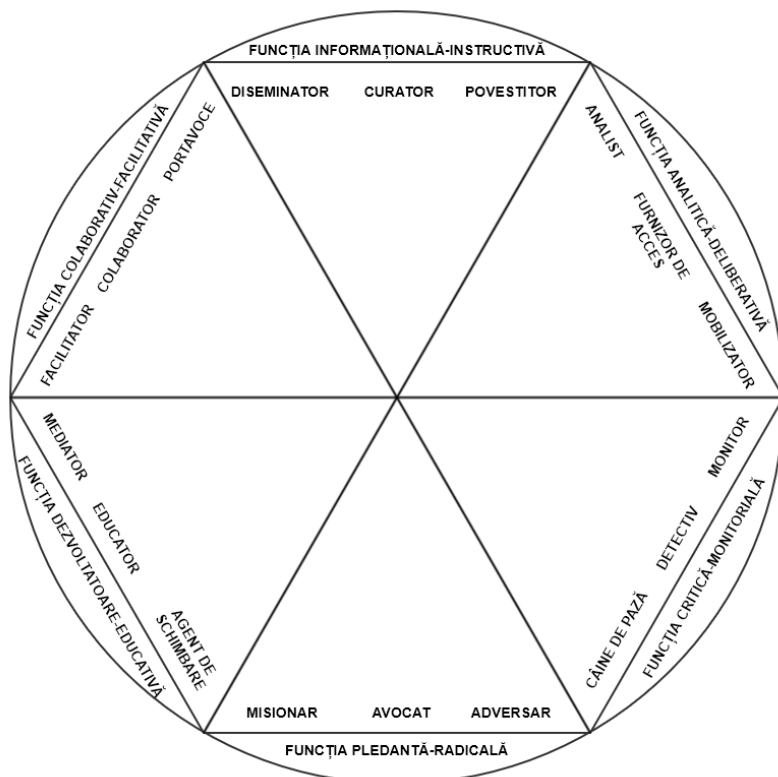 FUNCȚIA INFORMAȚIONALĂ-INSTRUCTIVĂ
DISEMINATOR
CURATOR
POVESTITOR
FUNCȚIA ANALITICĂ-DELIBERATIVĂ
ANALIST
FURNIZOR DE
ACCES
MOBILIZATOR
FUNCȚIA CRITICĂ-MONITORIALĂ
MONITOR
DETECTIV
CÂINE DE PAZĂ
FUNCȚIA PLEDANTĂ-RADICALĂ
MISIONAR
AVOCAT
ADVERSAR
FUNCȚIA DEZVOLTATOARE-EDUCATIVĂ
MEDIATOR
EDUCATOR
AGENT DE
SCHIMBARE
FUNCȚIA COLABORATIV-FACILITATIVĂ
FACILITATOR
COLABORATOR
PORTAVOCE